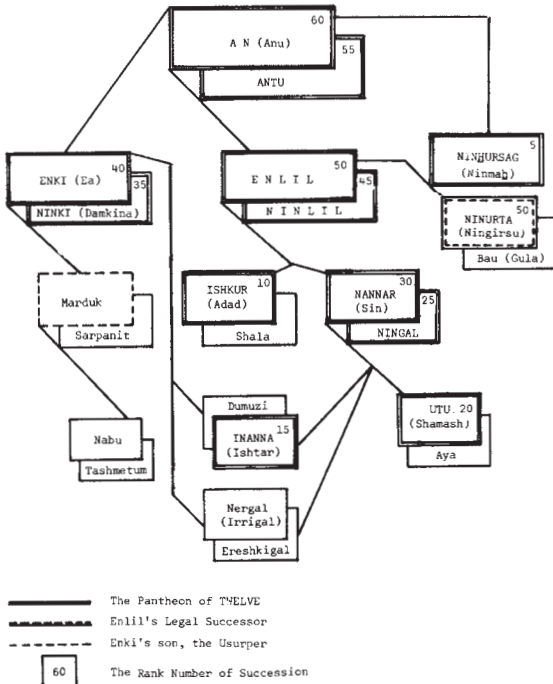 60
A N (Anu)
55
ANTU
5
NINHURSAG
(Ninmah)
40
ENKI (Ea)
35
NINKI (Damkina)
50
E N L I L
45
N I N L I L
50
NINURTA
(Ningirsu)
Bau (Gula)
Marduk
Sarpanit
10
ISHKUR
(Adad)
Shala
30
NANNAR
(Sin)
25
NINGAL
Nabu
Tashmetum
Dumuzi
15
INANNA
(Ishtar)
UTU 20
(Shamash)
Aya
Nergal
(Irrigal)
Ereshkigal
The Pantheon of TWELVE
Enlil's Legal Successor
Enki's son, the Usurper
60 The Rank Number of Succession